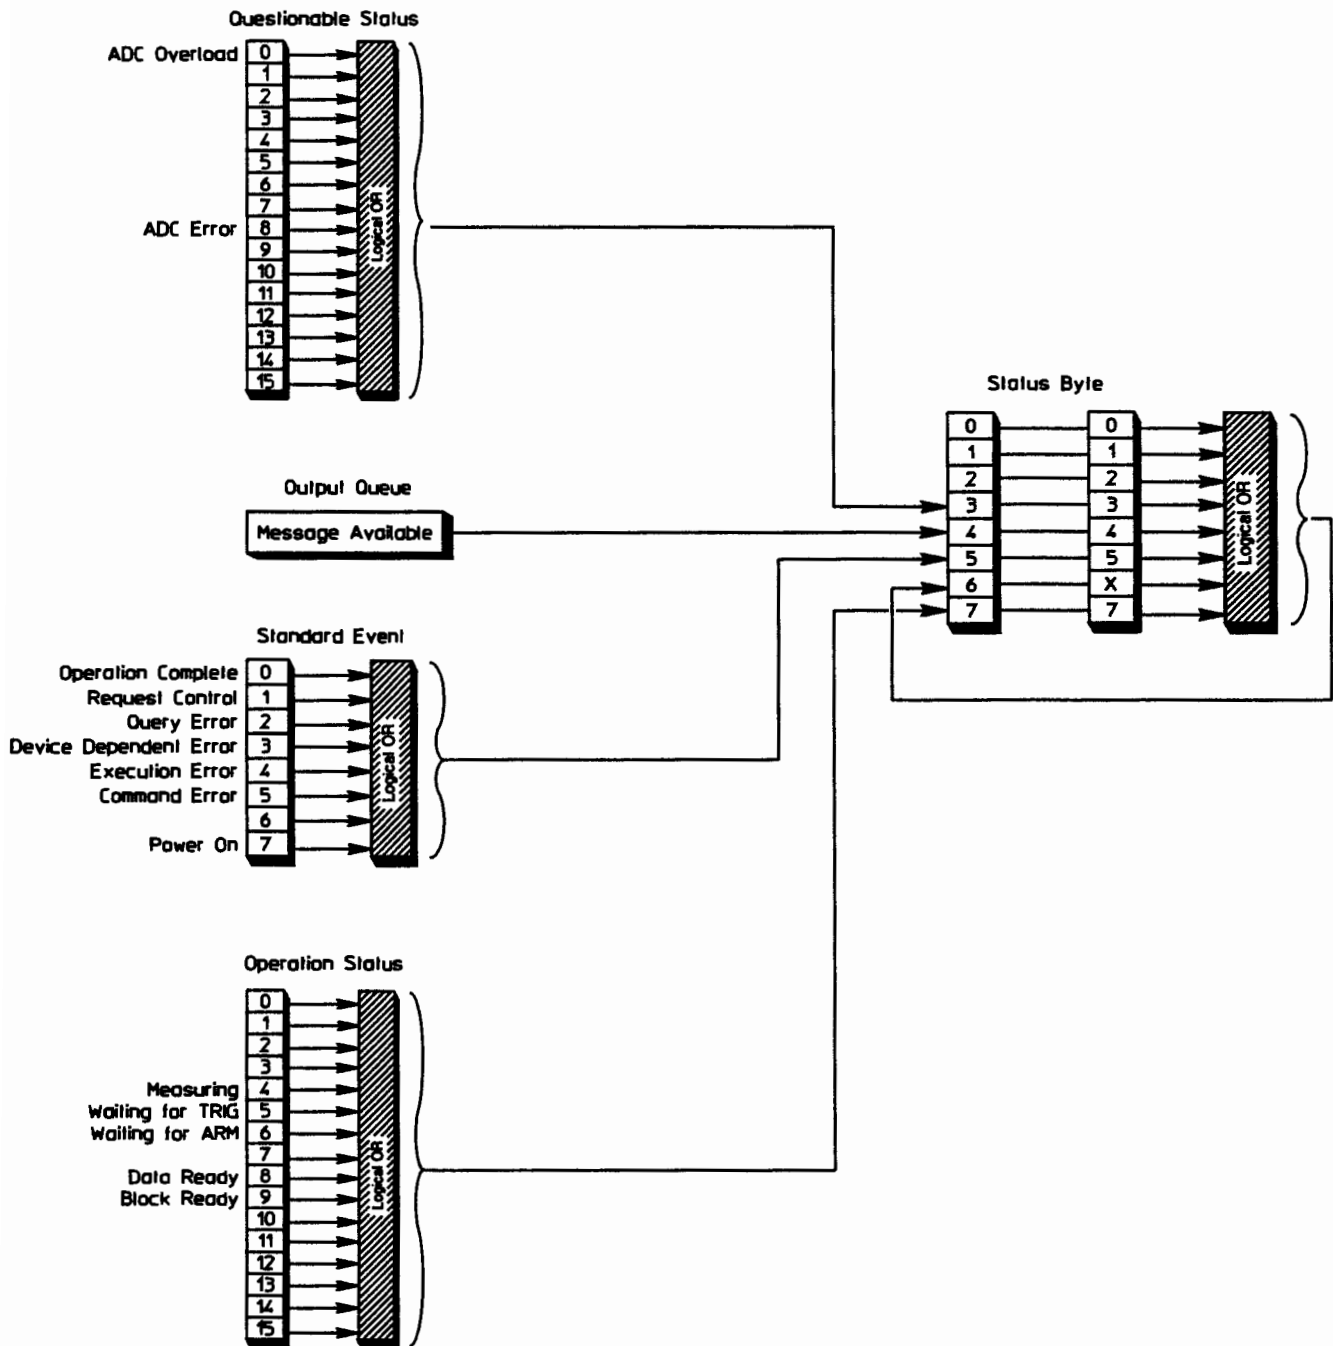 Questionable Status
ADC Overload 0
1
2
3
4
5
6
7
ADC Error 8
9
10
11
12
13
14
15
Logical OR
Output Queue
Message Available
Standard Event
Operation Complete 0
Request Control 1
Query Error 2
Device Dependent Error 3
Execution Error 4
Command Error 5
6
Power On 7
Logical OR
Operation Status
0
1
2
3
Measuring 4
Waiting for TRIG 5
Waiting for ARM 6
7
Data Ready 8
Block Ready 9
10
11
12
13
14
15
Logical OR
Status Byte
0 0
1 1
2 2
3 3
4 4
5 5
6 X
7 7
Logical OR